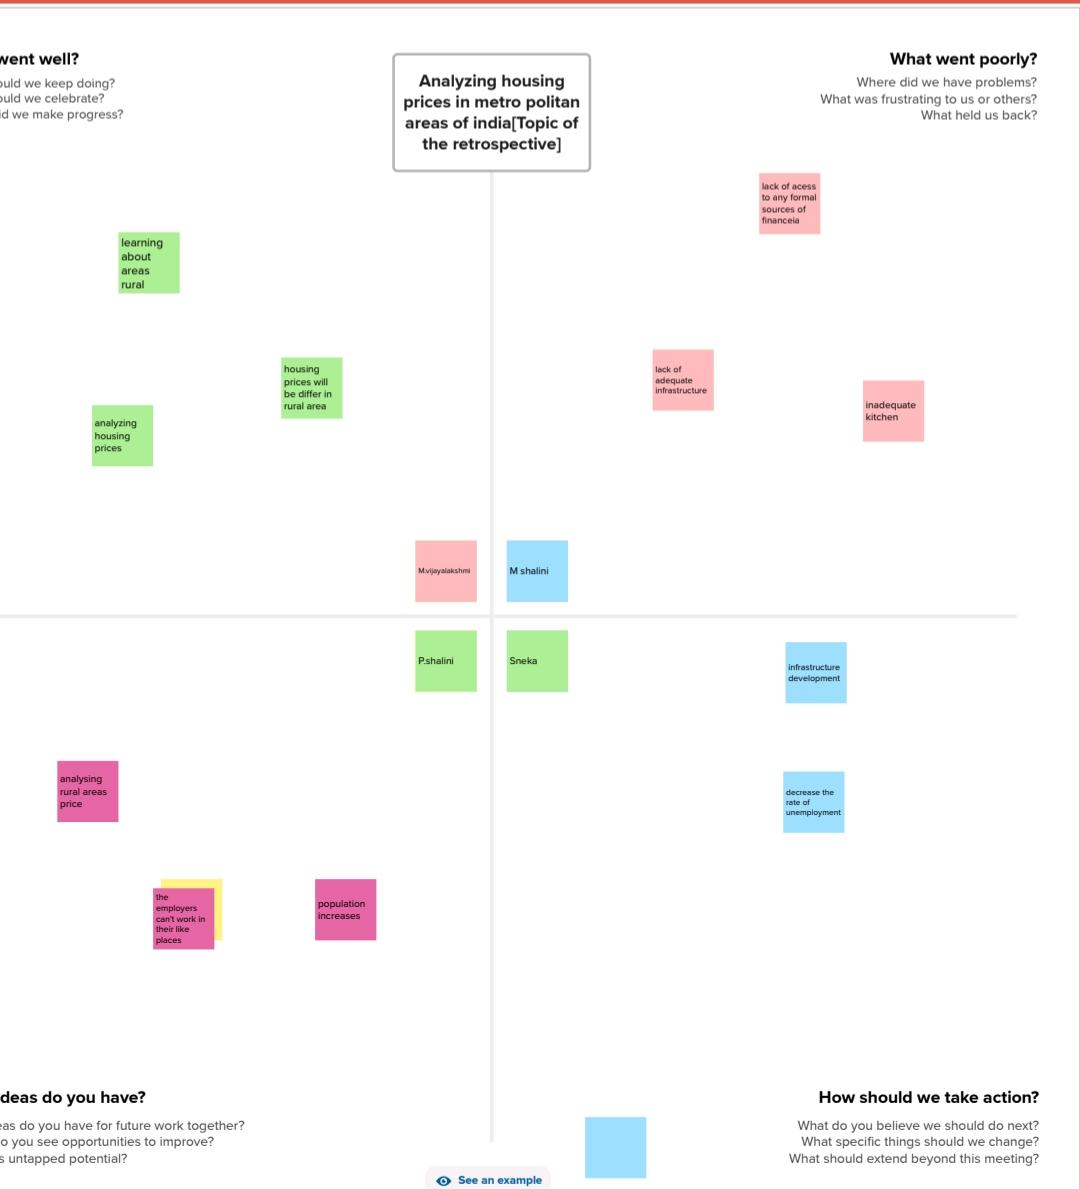 went well?
ould we keep doing?
ould we celebrate?
id we make progress?
Analyzing housing
prices in metro politan
areas of india[Topic of
the retrospective]
What went poorly?
Where did we have problems?
What was frustrating to us or others?
What held us back?
learning
about
areas
rural
housing
prices will
be differ in
rural area
analyzing
housing
prices
lack of acess
to any formal
sources of
financeia
lack of
adequate
infrastructure
inadequate
kitchen
M.vijayalakshmi
M shalini
P.shalini
Sneka
analysing
rural areas
price
the
employers
can't work in
their like
places
population
increases
infrastructure
development
decrease the
rate of
unemployment
deas do you have?
eas do you have for future work together?
o you see opportunities to improve?
s untapped potential?
How should we take action?
What do you believe we should do next?
What specific things should we change?
What should extend beyond this meeting?
See an example